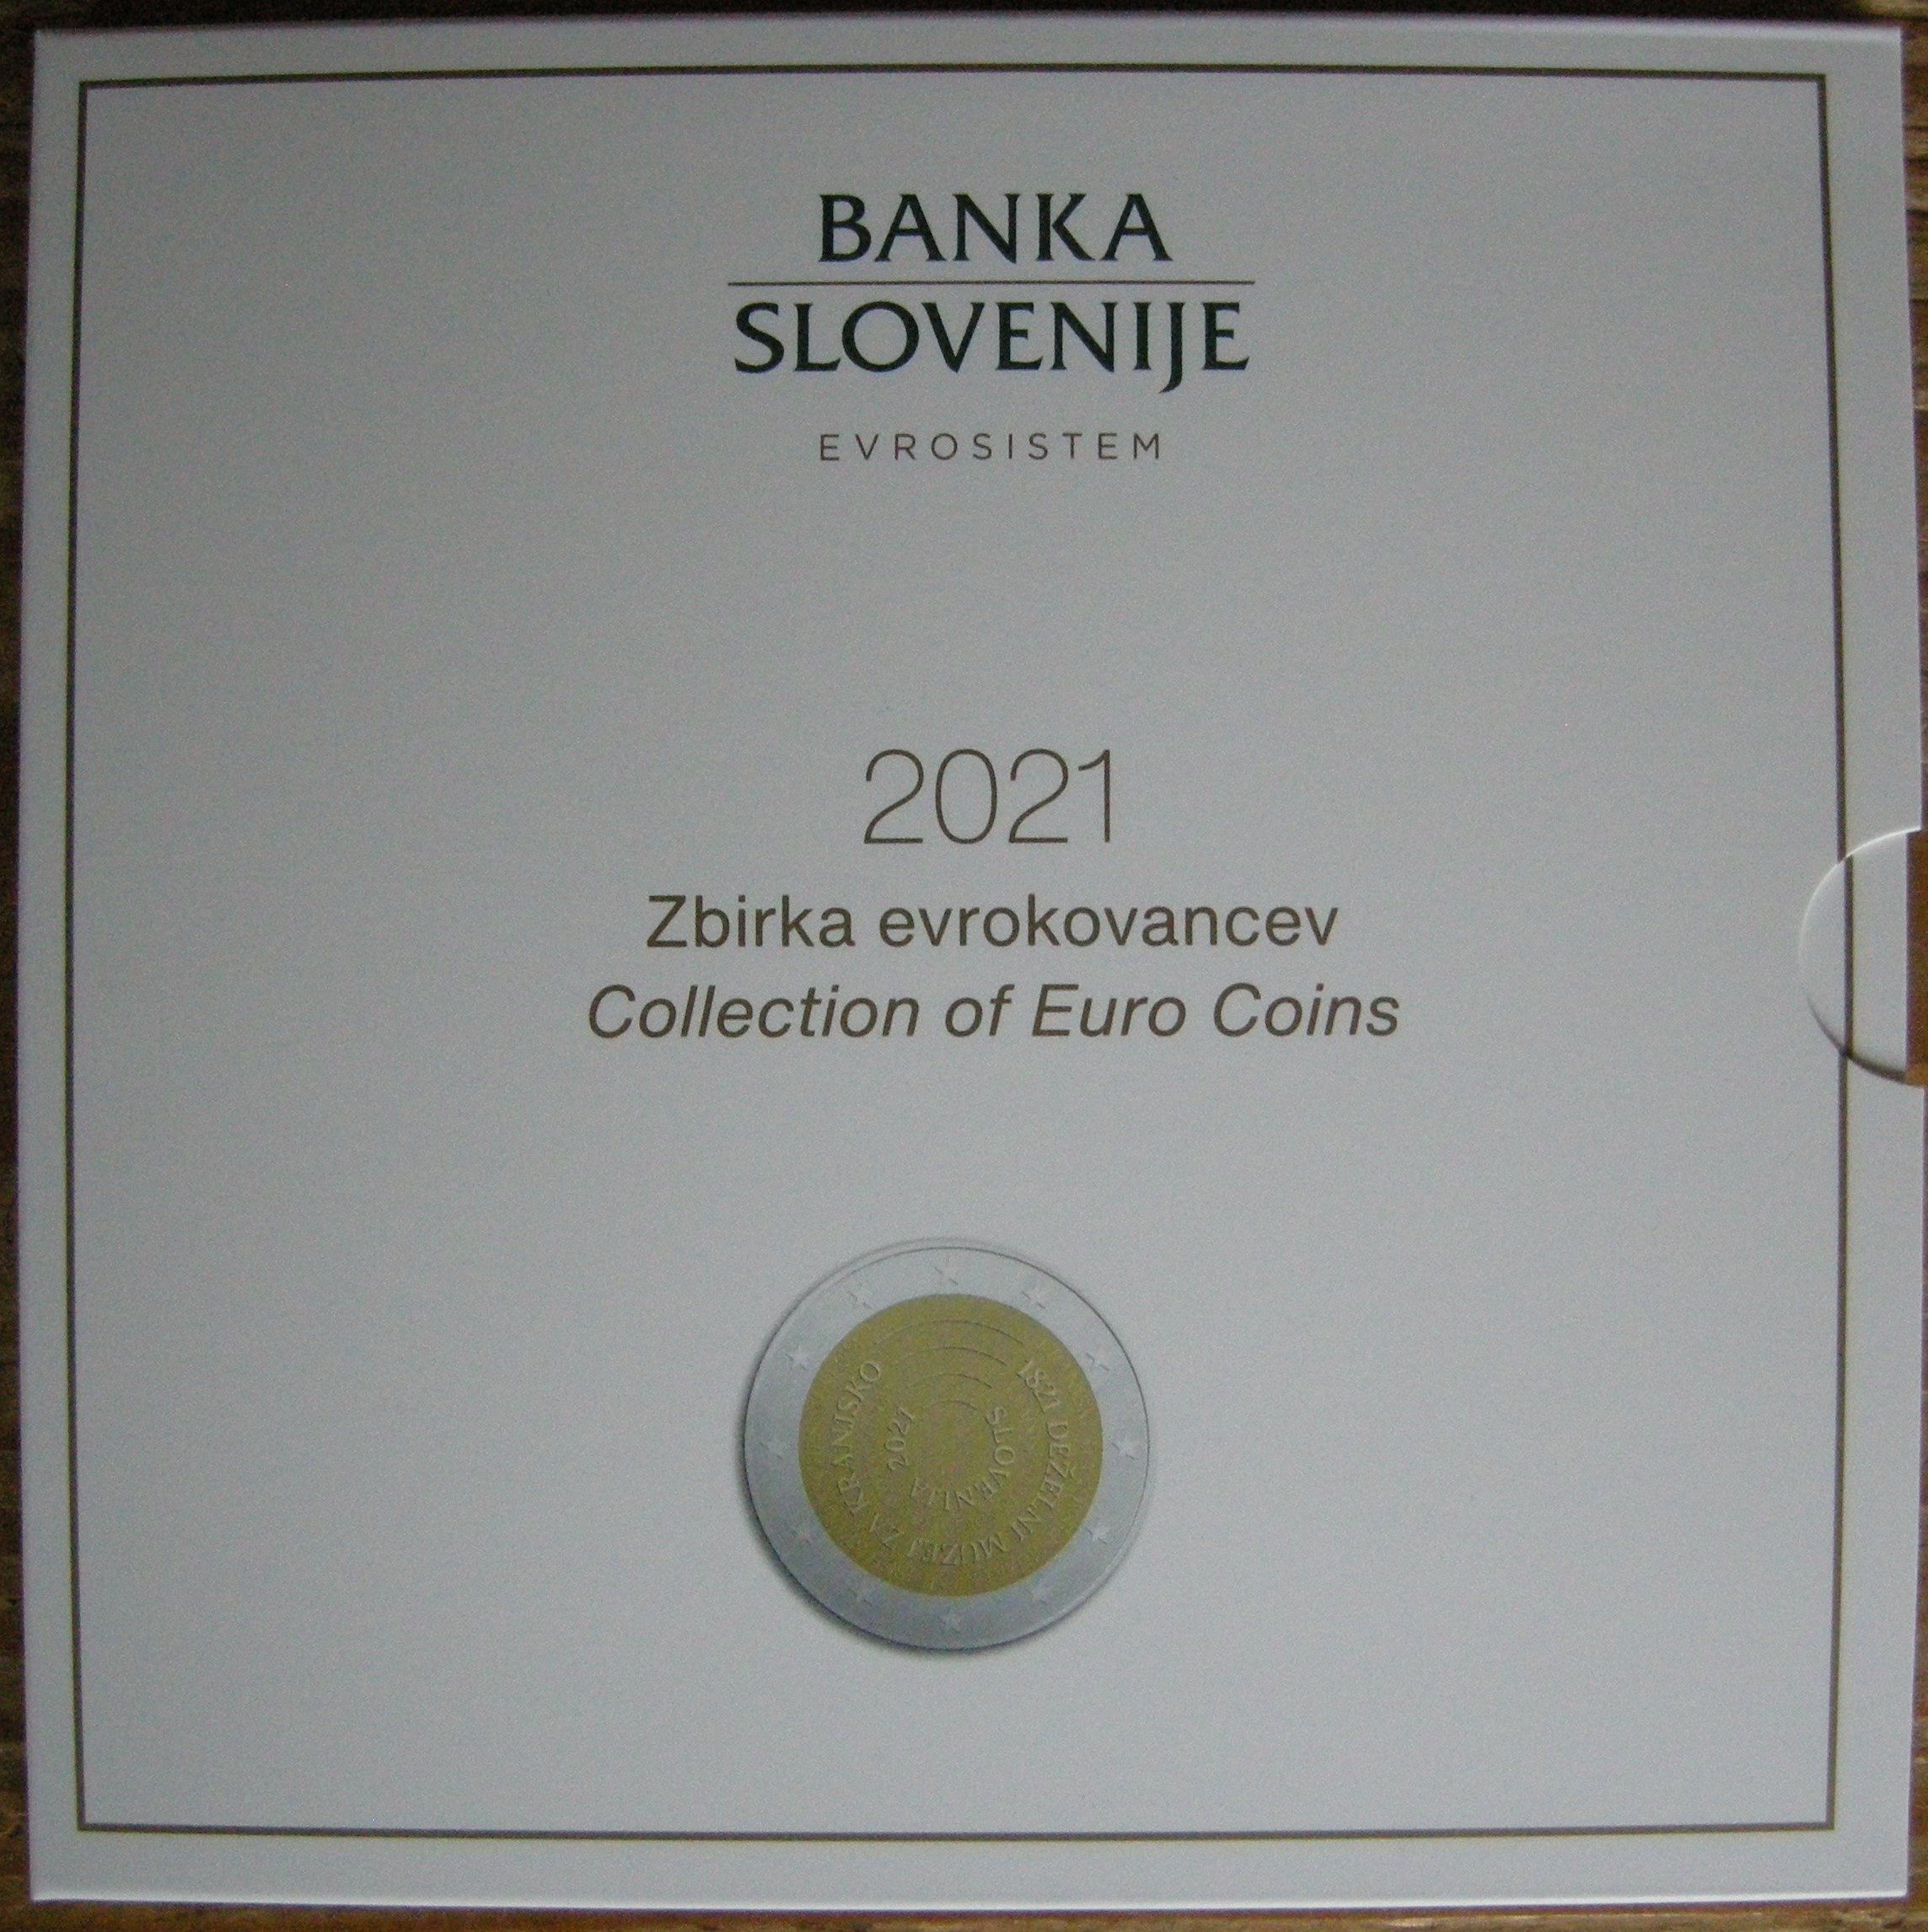 BANKA
SLOVENIJE
EVROSISTEM
2021
Zbirka evrokovancev
Collection of Euro Coins
1821 DEŽELNI MUZEJ ZA KRANJSKO
SLOVENIJA
2021